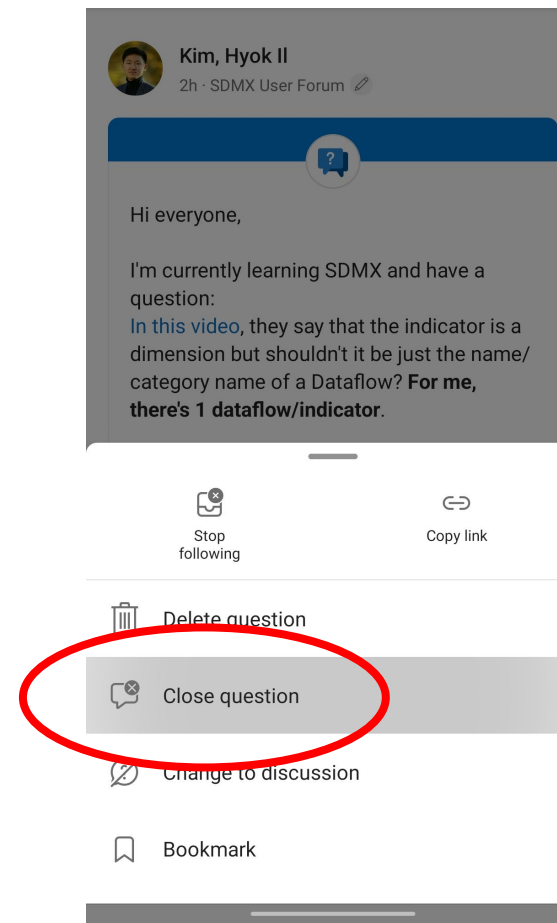 Kim, Hyok Il
2h · SDMX User Forum
?
Hi everyone,
I'm currently learning SDMX and have a
question:
In this video, they say that the indicator is a
dimension but shouldn't it be just the name/
category name of a Dataflow? For me,
there's 1 dataflow/indicator.
Stop
following
Copy link
Delete question
Close question
Change to discussion
Bookmark